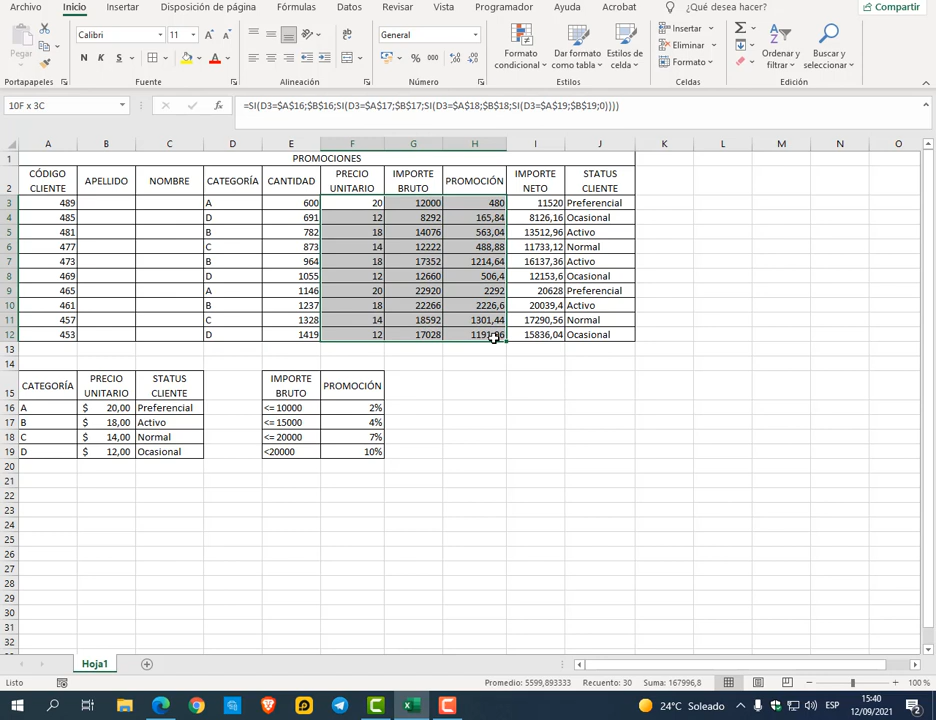 Archivo Inicio Insertar Disposición de página Fórmulas Datos Revisar Vista Programador Ayuda Acrobat ¿Qué desea hacer? Compartir
Pegar
Calibri 11
N K S
General
% 000
Formato condicional
Dar formato como tabla
Estilos de celda
Insertar
Eliminar
Formato
Ordenar y filtrar
Buscar y seleccionar
Portapapeles Fuente Alineación Número Estilos Celdas Edición
10F x 3C =SI(D3=$A$16;$B$16;SI(D3=$A$17;$B$17;SI(D3=$A$18;$B$18;SI(D3=$A$19;$B$19;0))))
A B C D E F G H I J K L M N O
1 PROMOCIONES
2 CÓDIGO CLIENTE APELLIDO NOMBRE CATEGORÍA CANTIDAD PRECIO UNITARIO IMPORTE BRUTO PROMOCIÓN IMPORTE NETO STATUS CLIENTE
3 489 A 600 20 12000 480 11520 Preferencial
4 485 D 691 12 8292 165,84 8126,16 Ocasional
5 481 B 782 18 14076 563,04 13512,96 Activo
6 477 C 873 14 12222 488,88 11733,12 Normal
7 473 B 964 18 17352 1214,64 16137,36 Activo
8 469 D 1055 12 12660 506,4 12153,6 Ocasional
9 465 A 1146 20 22920 2292 20628 Preferencial
10 461 B 1237 18 22266 2226,6 20039,4 Activo
11 457 C 1328 14 18592 1301,44 17290,56 Normal
12 453 D 1419 12 17028 1191,96 15836,04 Ocasional
13
14
15 CATEGORÍA PRECIO UNITARIO STATUS CLIENTE IMPORTE BRUTO PROMOCIÓN
16 A $ 20,00 Preferencial <= 10000 2%
17 B $ 18,00 Activo <= 15000 4%
18 C $ 14,00 Normal <= 20000 7%
19 D $ 12,00 Ocasional <20000 10%
20
21
22
23
24
25
26
27
28
29
30
31
32
Hoja1
Listo Promedio: 5599,893333 Recuento: 30 Suma: 167996,8 100 %
24°C Soleado ESP 15:40
12/09/2021 2